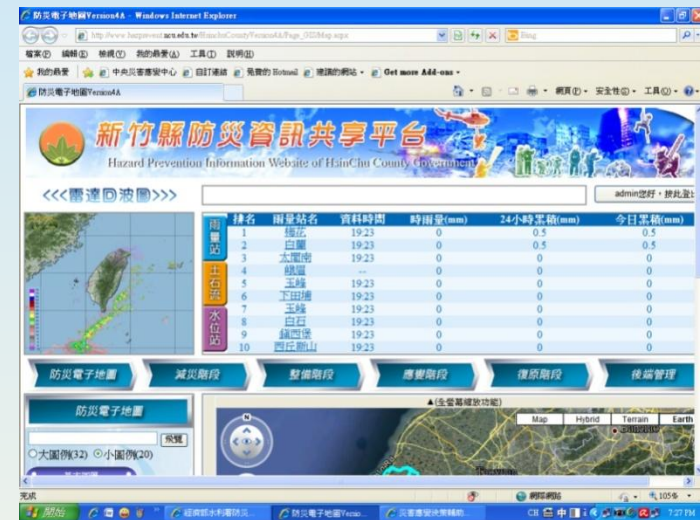 防災電子地圖Version4A - Windows Internet Explorer
Bing
檔案(F) 編輯(E) 檢視(V) 我的最愛(A) 工具(T) 說明(H)
我的最愛 中央災害應變中心 自訂連結 免費的 Hotmail 建議的網站 Get more Add-ons
防災電子地圖Version4A 網頁(P) 安全性(S) 工具(O)
新竹縣防災資訊共享平台
Hazard Prevention Information Website of HsinChu County Government
<<<雷達回波圖>>>
admin您好,按此登
雨量站
土石流
水位站
排名 雨量站名 資料時間 時雨量(mm) 24小時累積(mm) 今日累積(mm)
1 梅花 19:23 0 0.5 0.5
2 白蘭 19:23 0 0.5 0.5
3 太閣南 19:23 0 0 0
4 峨眉 -- 0 0 0
5 玉峰 19:23 0 0 0
6 下田埔 19:23 0 0 0
7 玉峰 19:23 0 0 0
8 白石 19:23 0 0 0
9 鎮西堡 19:23 0 0 0
10 西丘斯山 19:23 0 0 0
防災電子地圖 減災階段 整備階段 應變階段 復原階段 後端管理
防災電子地圖
▲(全螢幕縮放功能)
N
Map Hybrid Terrain Earth
飛覽
大圖例(32) 小圖例(20)
完成 網際網路 105%
開始 經濟部水利署防災... 防災電子地圖Versio... 災害應變決策輔助... CH 中 7:27 PM